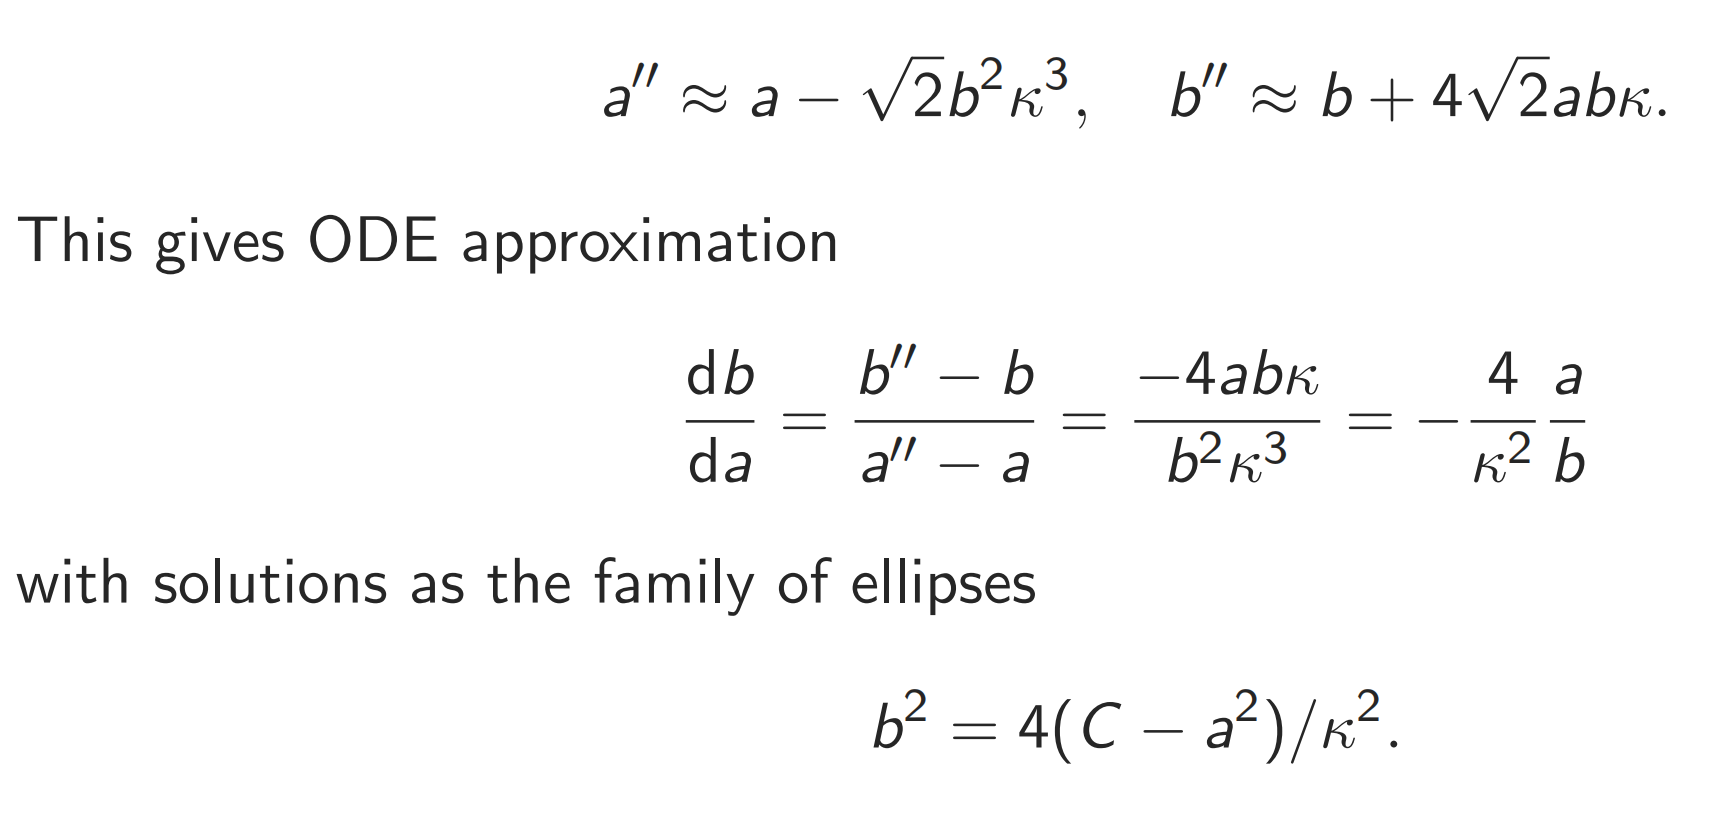 a″ ≈ a − √2b²κ³, b″ ≈ b + 4√2abκ.
This gives ODE approximation
db/da = (b″ − b)/(a″ − a) = −4abκ/b²κ³ = −(4/κ²)(a/b)
with solutions as the family of ellipses
b² = 4(C − a²)/κ².